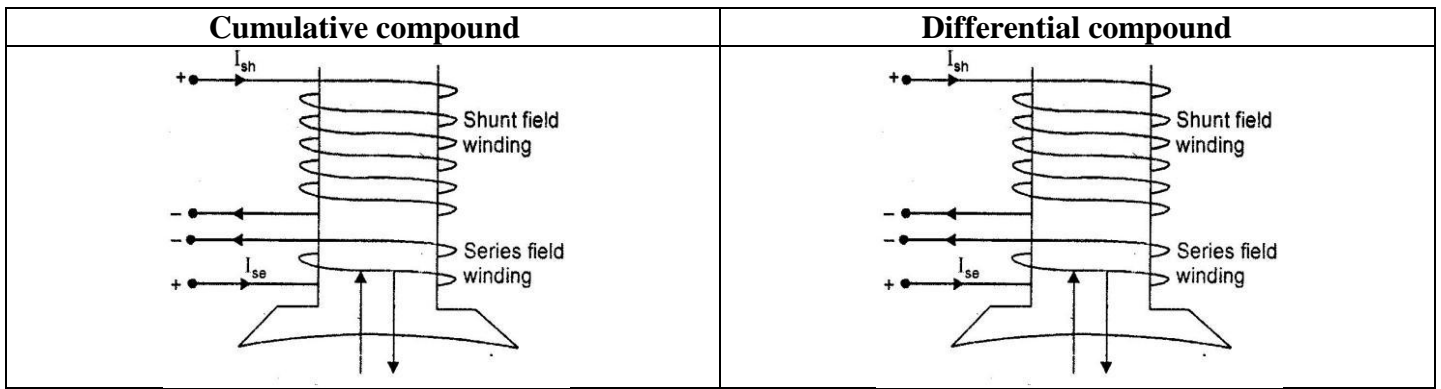 Cumulative compound
Differential compound
+ I_sh
Shunt field
winding
−
−
Series field
+ I_se winding
+ I_sh
Shunt field
winding
−
−
Series field
+ I_se winding